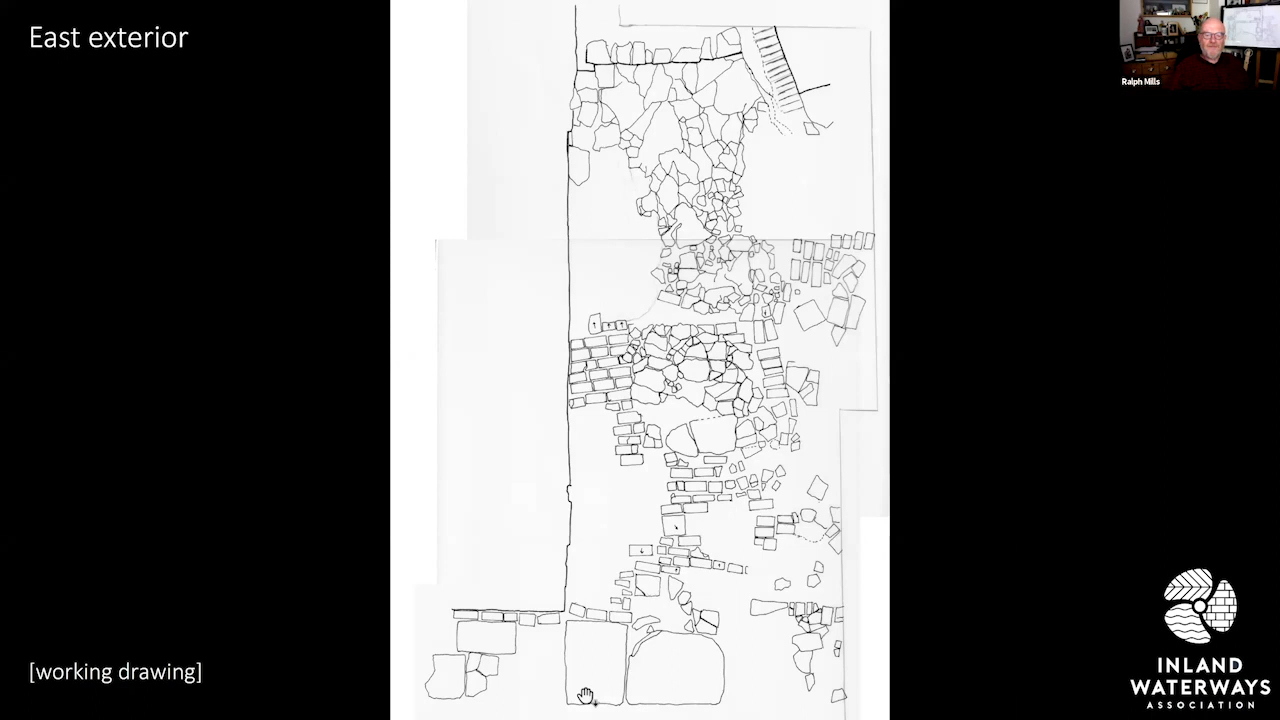 East exterior
Ralph Mills
[working drawing]
INLAND
WATERWAYS
ASSOCIATION